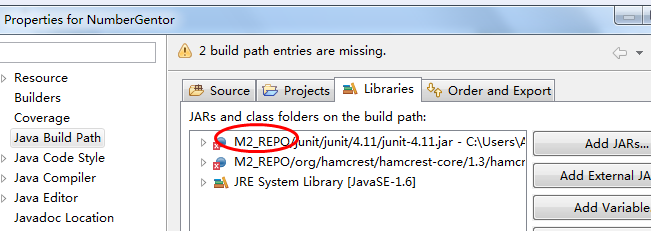 Properties for NumberGentor
2 build path entries are missing.
Resource
Builders
Coverage
Java Build Path
Java Code Style
Java Compiler
Java Editor
Javadoc Location
Source
Projects
Libraries
Order and Export
JARs and class folders on the build path:
M2_REPO/junit/junit/4.11/junit-4.11.jar - C:\Users\A
M2_REPO/org/hamcrest/hamcrest-core/1.3/hamcr
JRE System Library [JavaSE-1.6]
Add JARs...
Add External JA
Add Variable